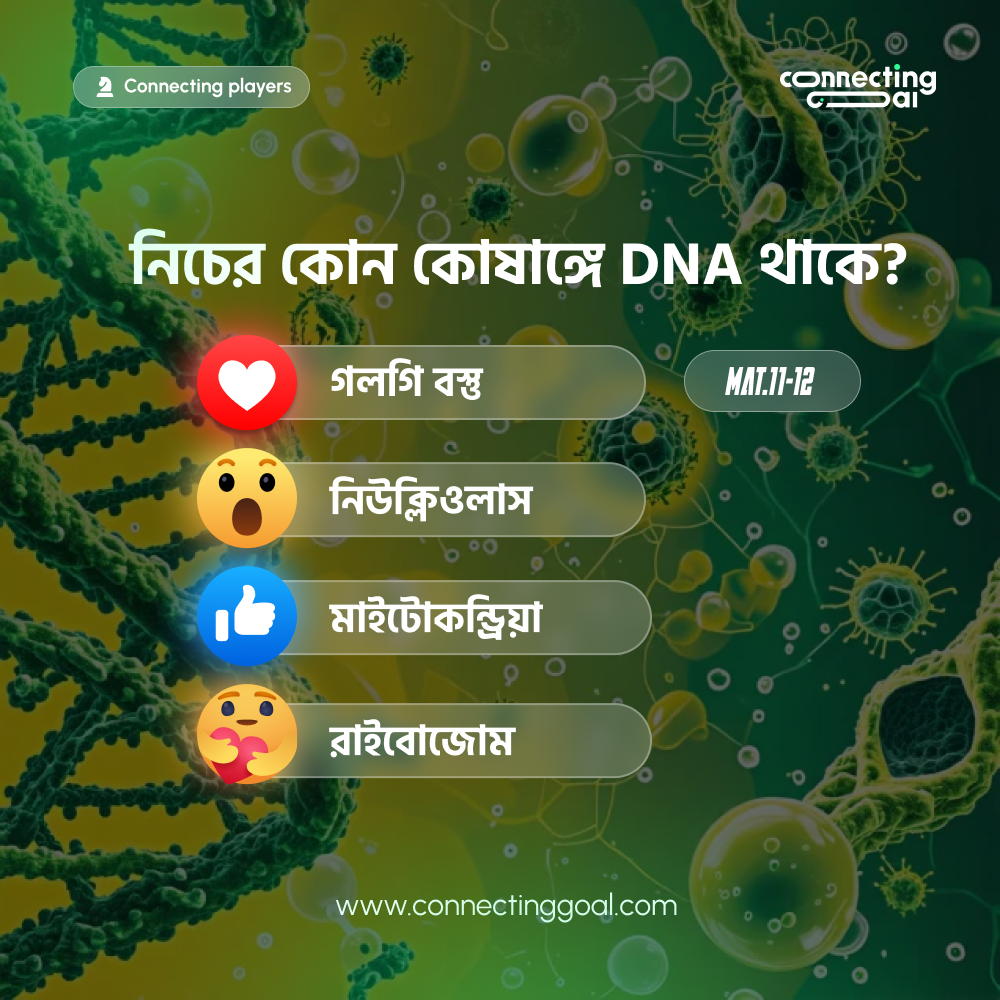 Connecting players
connecting
Goal
নিচের কোন কোষাঙ্গে DNA থাকে?
গলগি বস্তু
MAT.11-12
নিউক্লিওলাস
মাইটোকন্ড্রিয়া
রাইবোজোম
www.connectinggoal.com